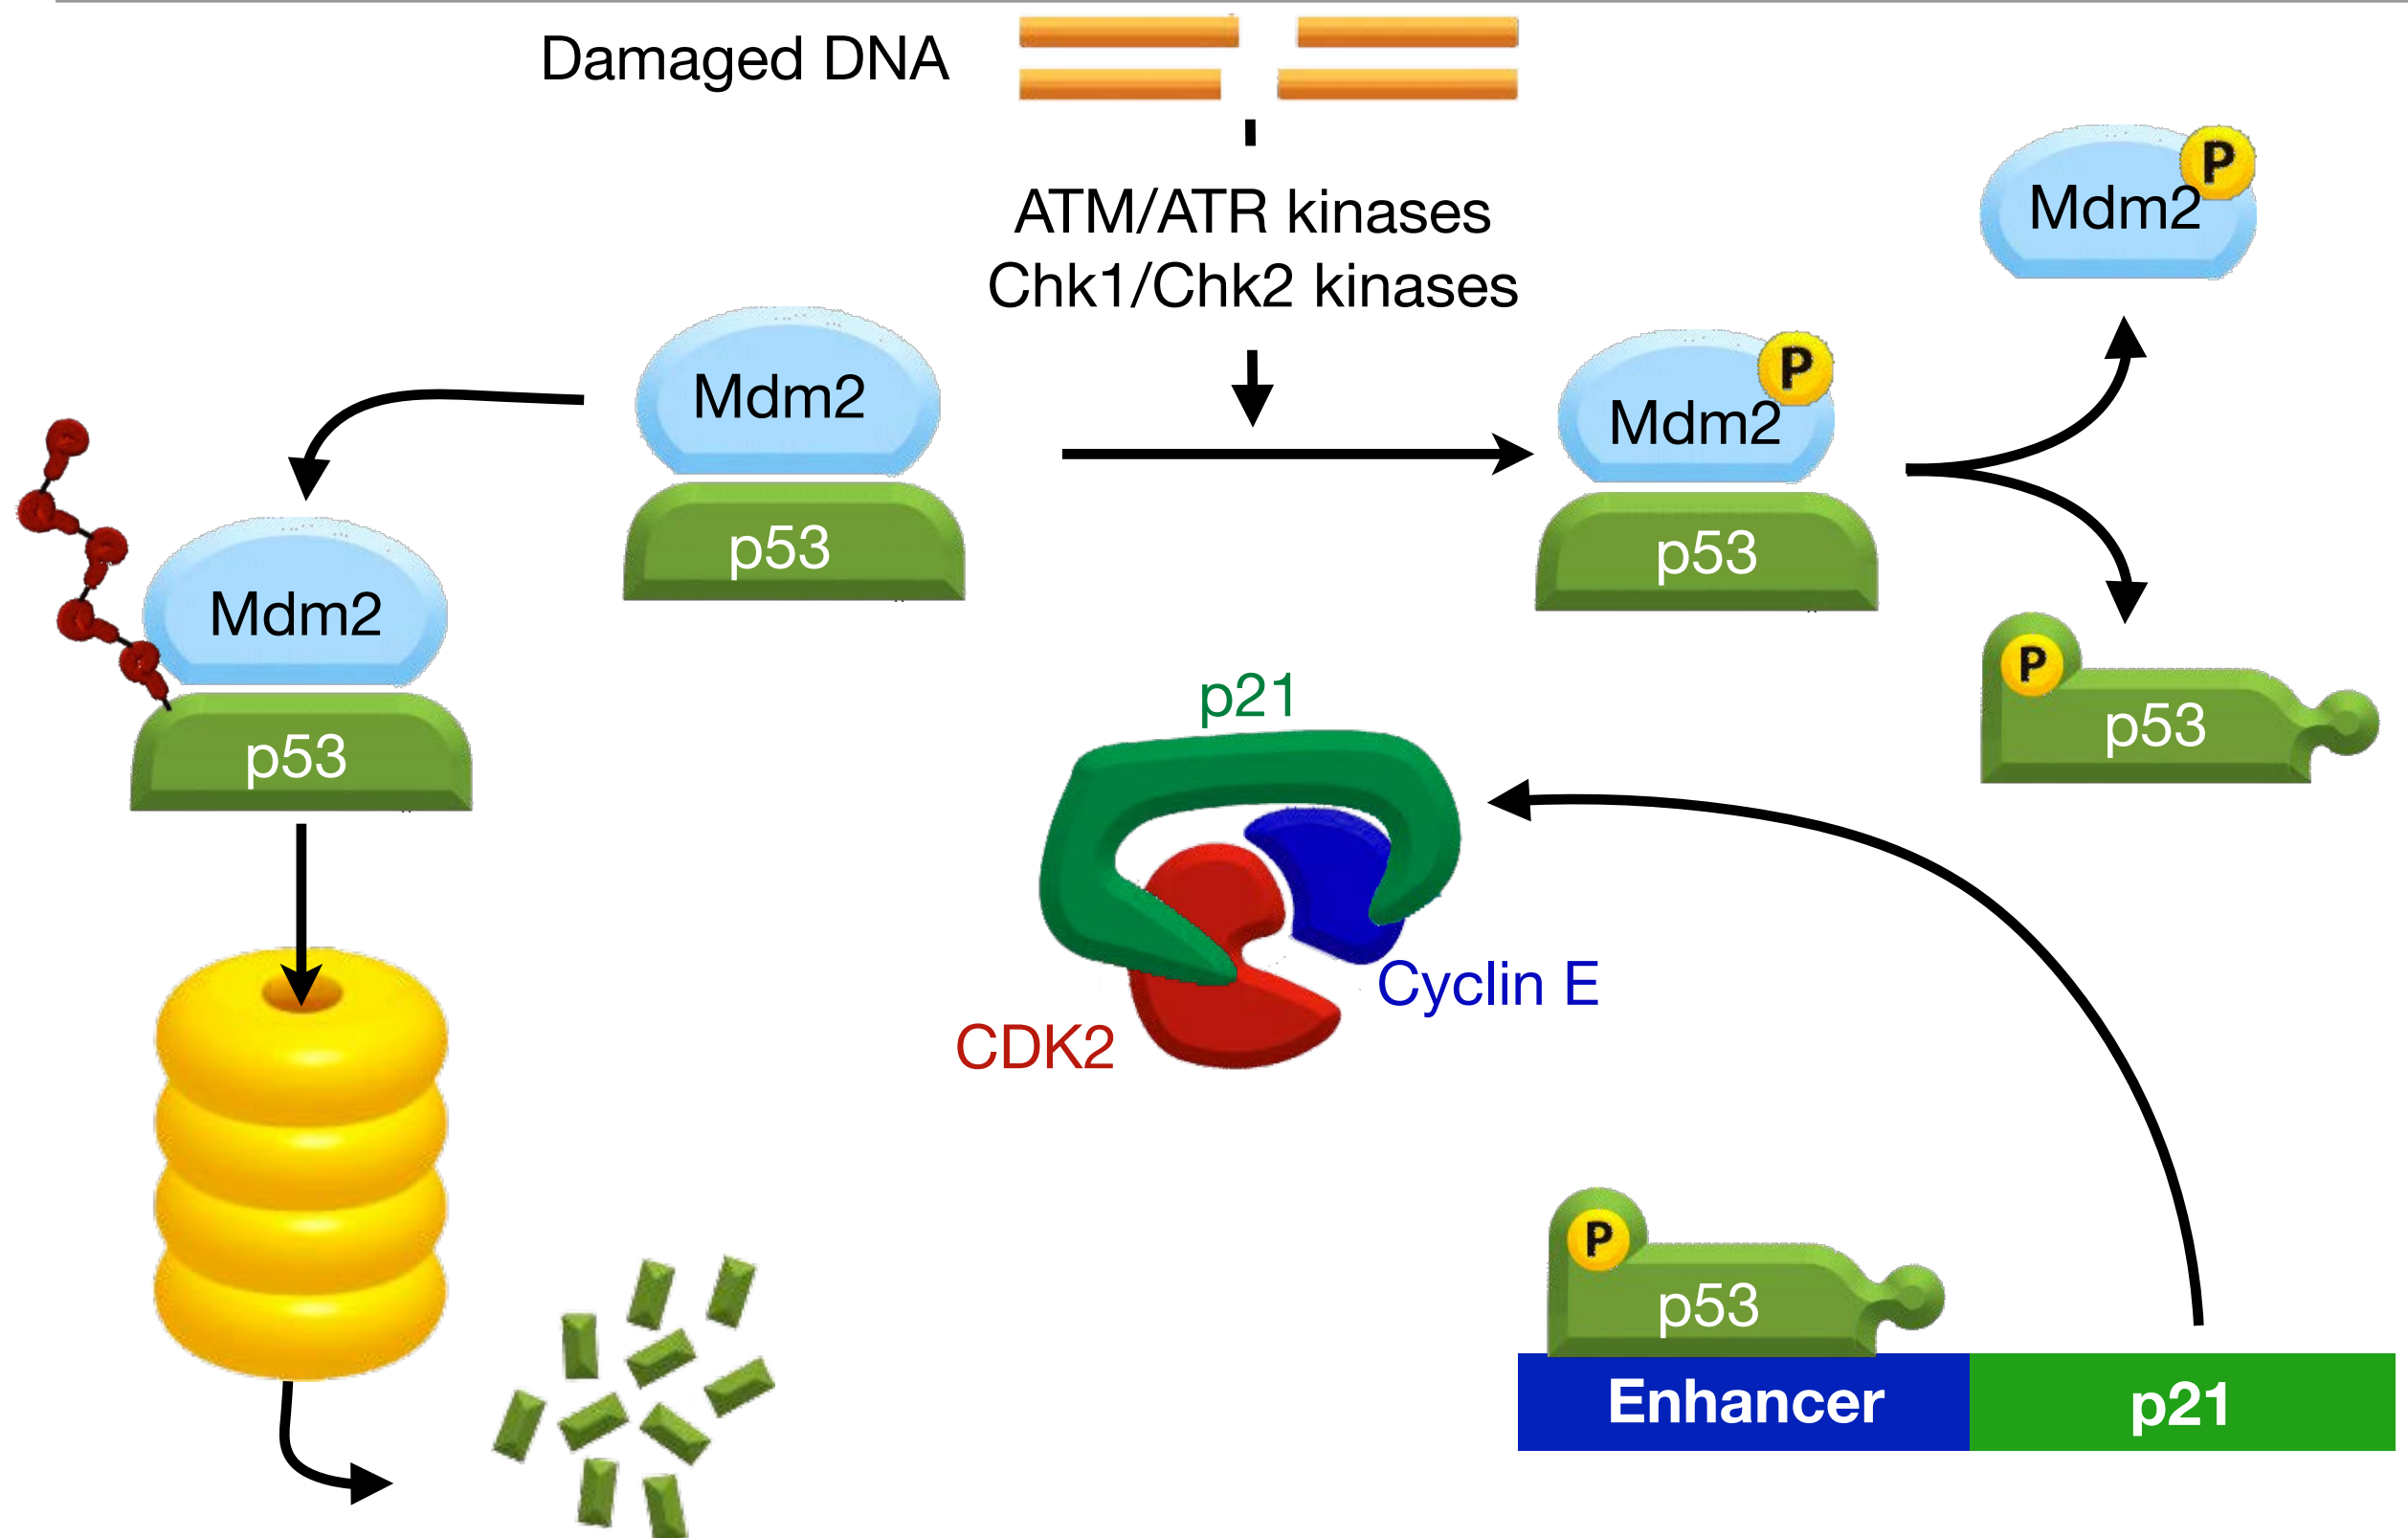 Damaged DNA
ATM/ATR kinases
Chk1/Chk2 kinases
P
Mdm2
Mdm2
p53
P
Mdm2
p53
Mdm2
p53
P
p53
p21
Cyclin E
CDK2
P
p53
Enhancer
p21